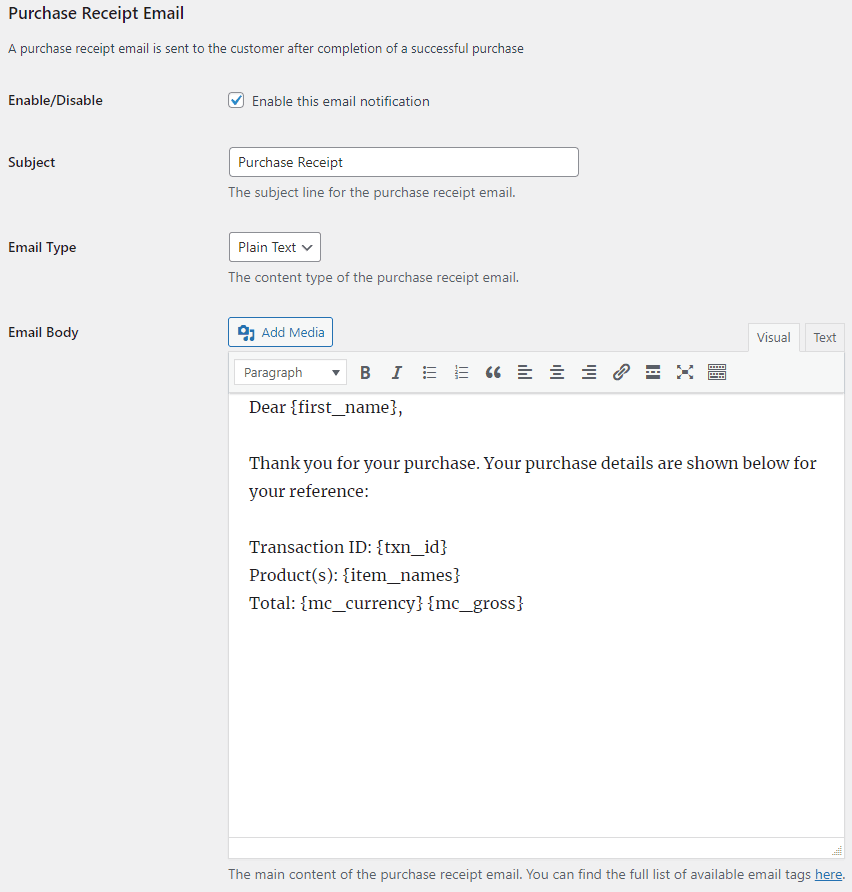 Purchase Receipt Email
A purchase receipt email is sent to the customer after completion of a successful purchase
Enable/Disable
Enable this email notification
Subject
Purchase Receipt
The subject line for the purchase receipt email.
Email Type
Plain Text
The content type of the purchase receipt email.
Email Body
Add Media
Visual
Text
Paragraph
B
I
Dear {first_name},
Thank you for your purchase. Your purchase details are shown below for
your reference:
Transaction ID: {txn_id}
Product(s): {item_names}
Total: {mc_currency} {mc_gross}
The main content of the purchase receipt email. You can find the full list of available email tags here.